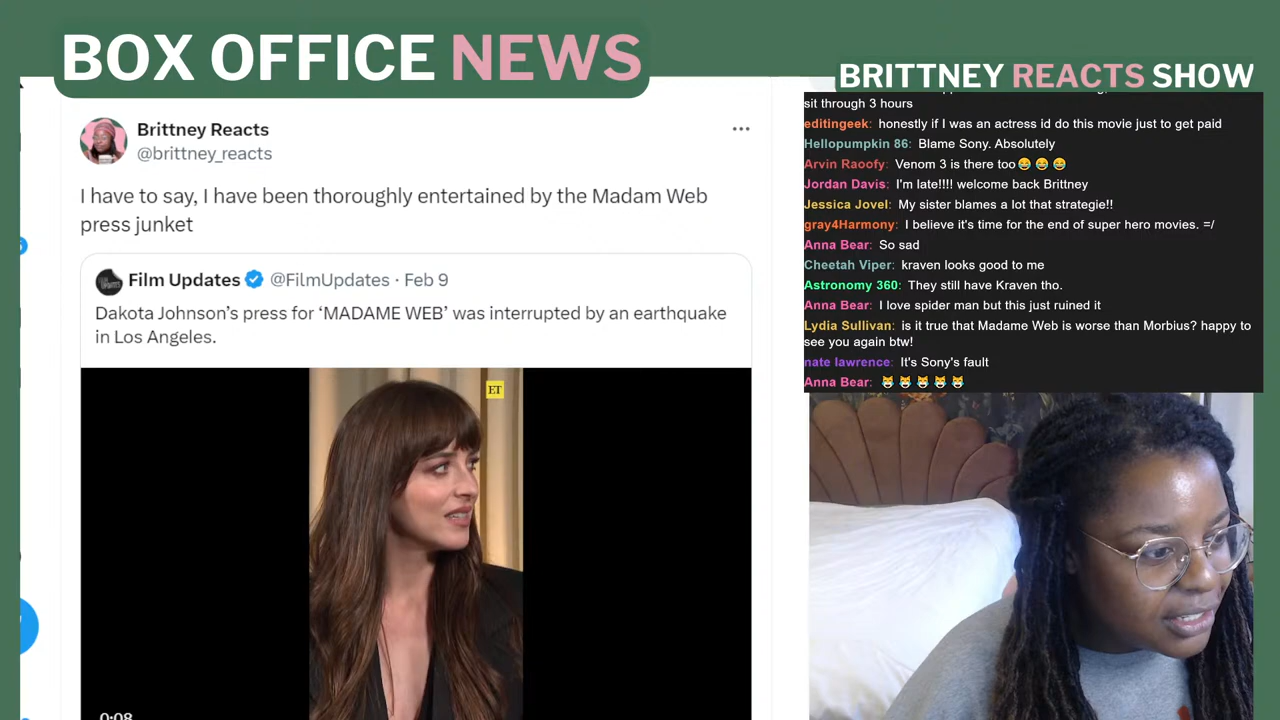 BOX OFFICE NEWS
BRITTNEY REACTS SHOW
Brittney Reacts
@brittney_reacts
I have to say, I have been thoroughly entertained by the Madam Web
press junket
Film Updates @FilmUpdates · Feb 9
Dakota Johnson's press for ‘MADAME WEB’ was interrupted by an earthquake
in Los Angeles.
ET
0:08
sit through 3 hours
editingeek: honestly if I was an actress id do this movie just to get paid
Hellopumpkin 86: Blame Sony. Absolutely
Arvin Raoofy: Venom 3 is there too😂😂😂
Jordan Davis: I'm late!!!! welcome back Brittney
Jessica Jovel: My sister blames a lot that strategie!!
gray4Harmony: I believe it's time for the end of super hero movies. =/
Anna Bear: So sad
Cheetah Viper: kraven looks good to me
Astronomy 360: They still have Kraven tho.
Anna Bear: I love spider man but this just ruined it
Lydia Sullivan: is it true that Madame Web is worse than Morbius? happy to
see you again btw!
nate lawrence: It's Sony's fault
Anna Bear: 😹😹😹😹😹